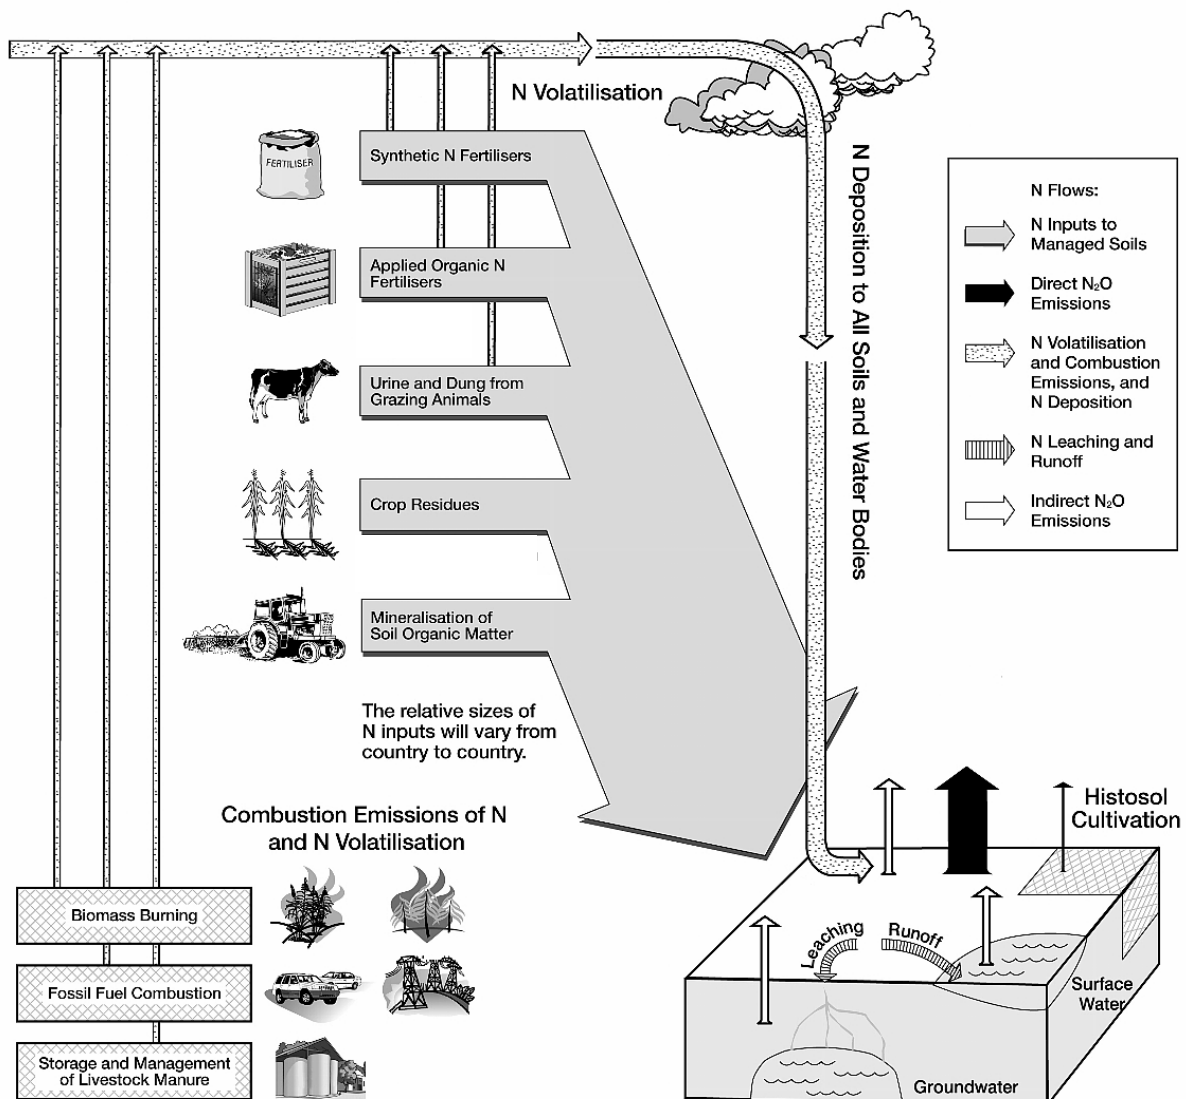 N Volatilisation
FERTILISER
Synthetic N Fertilisers
Applied Organic N
Fertilisers
Urine and Dung from
Grazing Animals
Crop Residues
Mineralisation of
Soil Organic Matter
The relative sizes of
N inputs will vary from
country to country.
N Deposition to All Soils and Water Bodies
N Flows:
N Inputs to
Managed Soils
Direct N₂O
Emissions
N Volatilisation
and Combustion
Emissions, and
N Deposition
N Leaching and
Runoff
Indirect N₂O
Emissions
Combustion Emissions of N
and N Volatilisation
Biomass Burning
Fossil Fuel Combustion
Storage and Management
of Livestock Manure
Histosol
Cultivation
Leaching
Runoff
Surface
Water
Groundwater